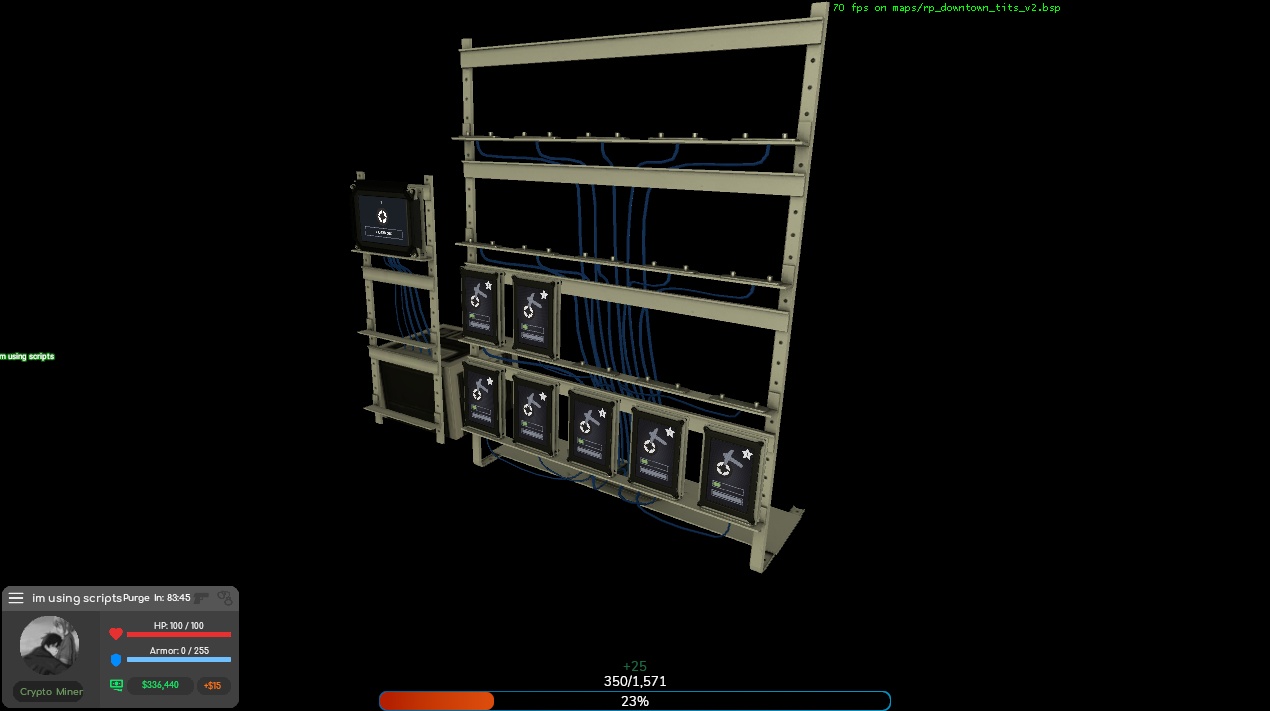 70 fps on maps/rp_downtown_tits_v2.bsp
m using scripts
im using scripts Purge In: 83:45
HP: 100 / 100
Armor: 0 / 255
$336,440 +$15
Crypto Miner
+25
350/1,571
23%